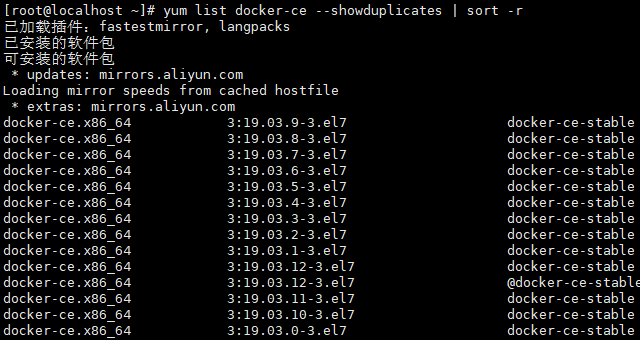 [root@localhost ~]# yum list docker-ce --showduplicates | sort -r
已加载插件：fastestmirror, langpacks
已安装的软件包
可安装的软件包
 * updates: mirrors.aliyun.com
Loading mirror speeds from cached hostfile
 * extras: mirrors.aliyun.com
docker-ce.x86_64            3:19.03.9-3.el7                    docker-ce-stable
docker-ce.x86_64            3:19.03.8-3.el7                    docker-ce-stable
docker-ce.x86_64            3:19.03.7-3.el7                    docker-ce-stable
docker-ce.x86_64            3:19.03.6-3.el7                    docker-ce-stable
docker-ce.x86_64            3:19.03.5-3.el7                    docker-ce-stable
docker-ce.x86_64            3:19.03.4-3.el7                    docker-ce-stable
docker-ce.x86_64            3:19.03.3-3.el7                    docker-ce-stable
docker-ce.x86_64            3:19.03.2-3.el7                    docker-ce-stable
docker-ce.x86_64            3:19.03.1-3.el7                    docker-ce-stable
docker-ce.x86_64            3:19.03.12-3.el7                   docker-ce-stable
docker-ce.x86_64            3:19.03.12-3.el7                   @docker-ce-stable
docker-ce.x86_64            3:19.03.11-3.el7                   docker-ce-stable
docker-ce.x86_64            3:19.03.10-3.el7                   docker-ce-stable
docker-ce.x86_64            3:19.03.0-3.el7                    docker-ce-stable